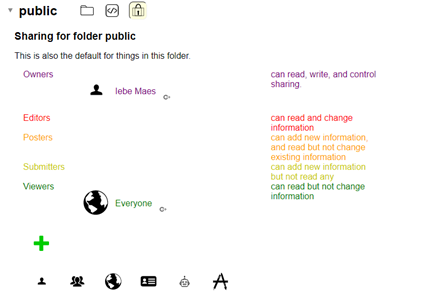 public
Sharing for folder public
This is also the default for things in this folder.
Owners
Iebe Maes
can read, write, and control
sharing.
Editors
can read and change
information
Posters
can add new information,
and read but not change
existing information
Submitters
can add new information
but not read any
Viewers
can read but not change
information
Everyone